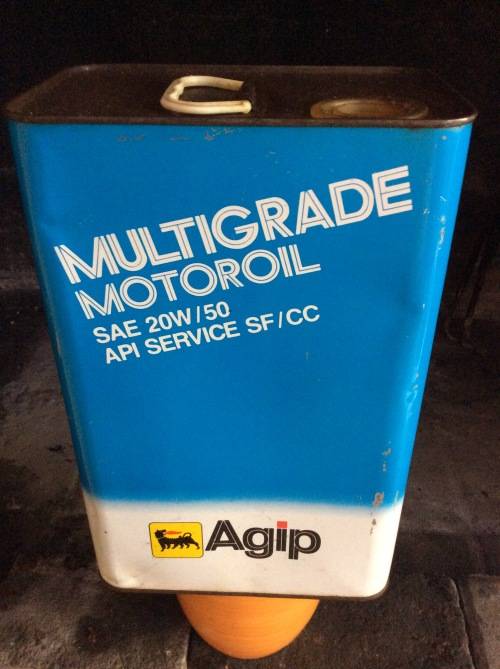 MULTIGRADE
MOTOROIL
SAE 20W/50
API SERVICE SF/CC
Agip